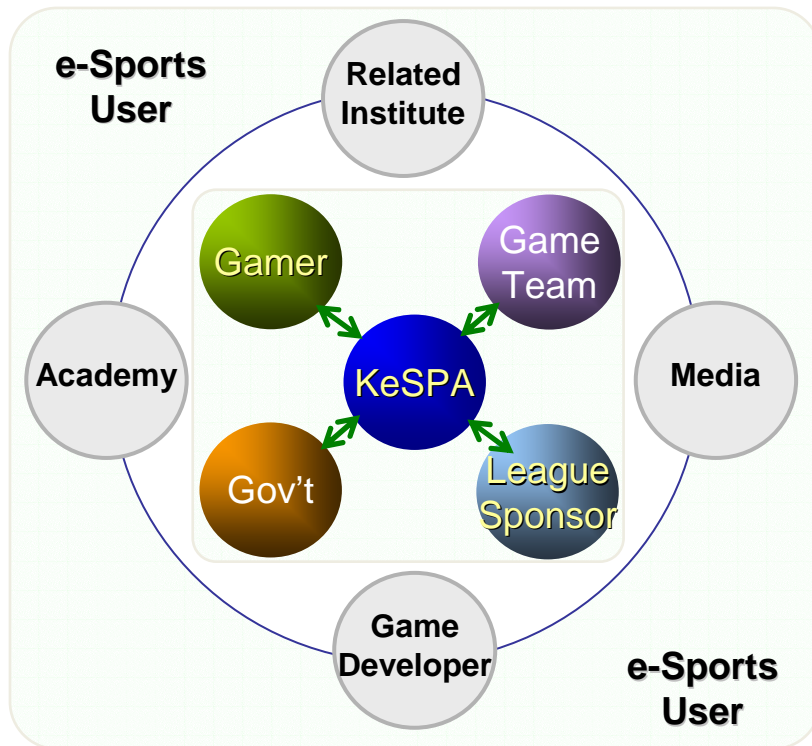 e-Sports
User
Related
Institute
Gamer
Game
Team
Academy
KeSPA
Media
Gov't
League
Sponsor
Game
Developer
e-Sports
User